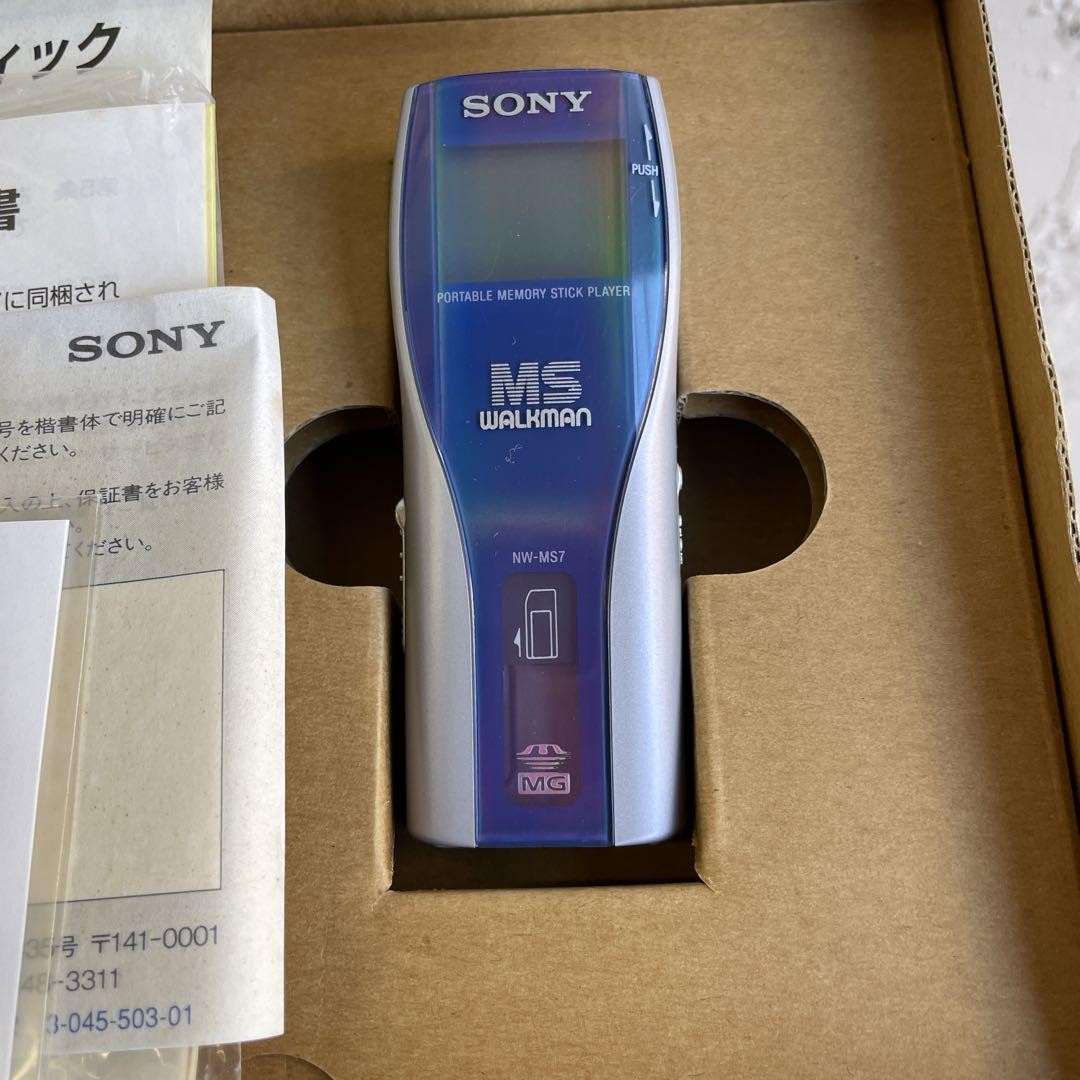 ィック
書
に同梱され
SONY
号を楷書体で明確にご記
ください。
入の上、保証書をお客様
ください。
号 〒141-0001
-3311
3-045-503-01
SONY
PUSH
PORTABLE MEMORY STICK PLAYER
MS
WALKMAN
NW-MS7
MG